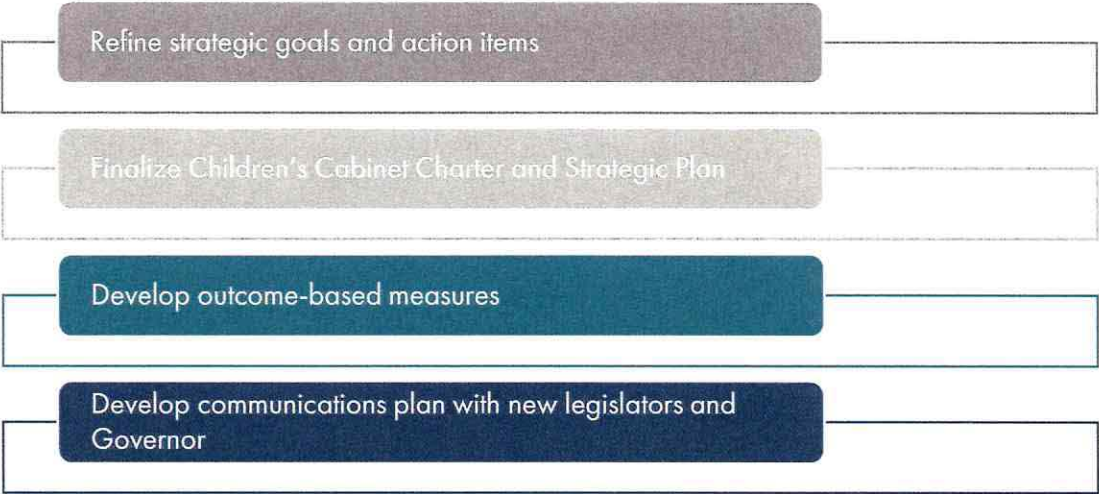 Refine strategic goals and action items
Finalize Children's Cabinet Charter and Strategic Plan
Develop outcome-based measures
Develop communications plan with new legislators and
Governor